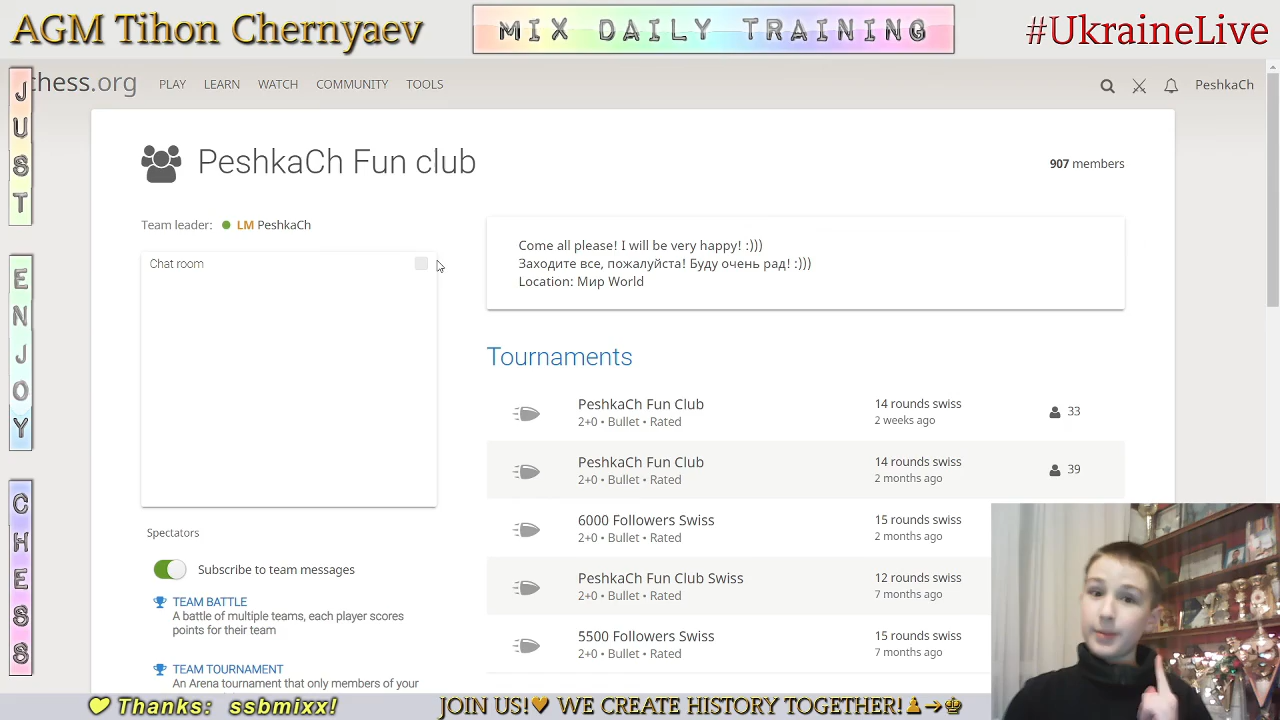 AGM Tihon Chernyaev
MIX DAILY TRAINING
#UkraineLive
JUST
ENJOY
CHESS
chess.org
PLAY
LEARN
WATCH
COMMUNITY
TOOLS
PeshkaCh
PeshkaCh Fun club
907 members
Team leader: LM PeshkaCh
Chat room
Come all please! I will be very happy! :)))
Заходите все, пожалуйста! Буду очень рад! :)))
Location: Мир World
Tournaments
PeshkaCh Fun Club
2+0 • Bullet • Rated
14 rounds swiss
2 weeks ago
33
PeshkaCh Fun Club
2+0 • Bullet • Rated
14 rounds swiss
2 months ago
39
6000 Followers Swiss
2+0 • Bullet • Rated
15 rounds swiss
2 months ago
PeshkaCh Fun Club Swiss
2+0 • Bullet • Rated
12 rounds swiss
7 months ago
5500 Followers Swiss
2+0 • Bullet • Rated
15 rounds swiss
7 months ago
Spectators
Subscribe to team messages
TEAM BATTLE
A battle of multiple teams, each player scores
points for their team
TEAM TOURNAMENT
An Arena tournament that only members of your
Thanks: ssbmixx!
JOIN US!🧡 WE CREATE HISTORY TOGETHER!♟→♚